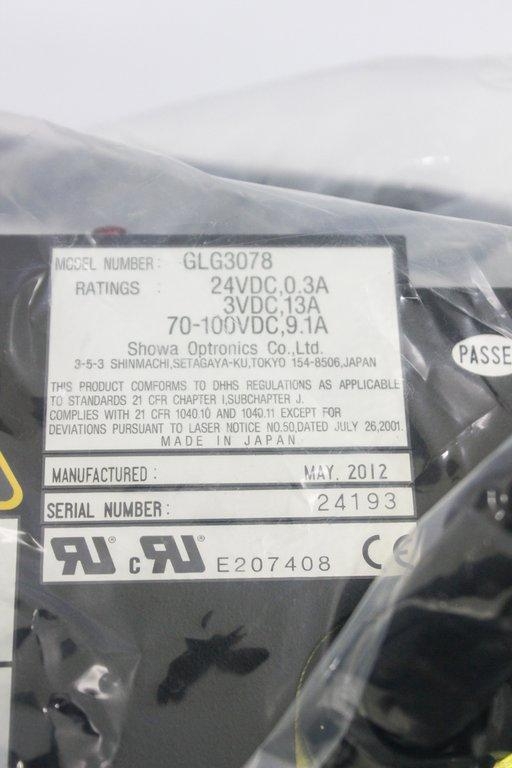 MODEL NUMBER: GLG3078
RATINGS : 24VDC,0.3A
3VDC,13A
70-100VDC,9.1A
Showa Optronics Co.,Ltd.
3-5-3 SHINMACHI,SETAGAYA-KU,TOKYO 154-8506,JAPAN
THIS PRODUCT CONFORMS TO DHHS REGULATIONS AS APPLICABLE
TO STANDARDS 21 CFR CHAPTER I,SUBCHAPTER J.
COMPLIES WITH 21 CFR 1040.10 AND 1040.11 EXCEPT FOR
DEVIATIONS PURSUANT TO LASER NOTICE NO.50,DATED JULY 26,2001.
MADE IN JAPAN
MANUFACTURED : MAY, 2012
SERIAL NUMBER : 24193
RU ® c RU ® E207408 CE
PASSE